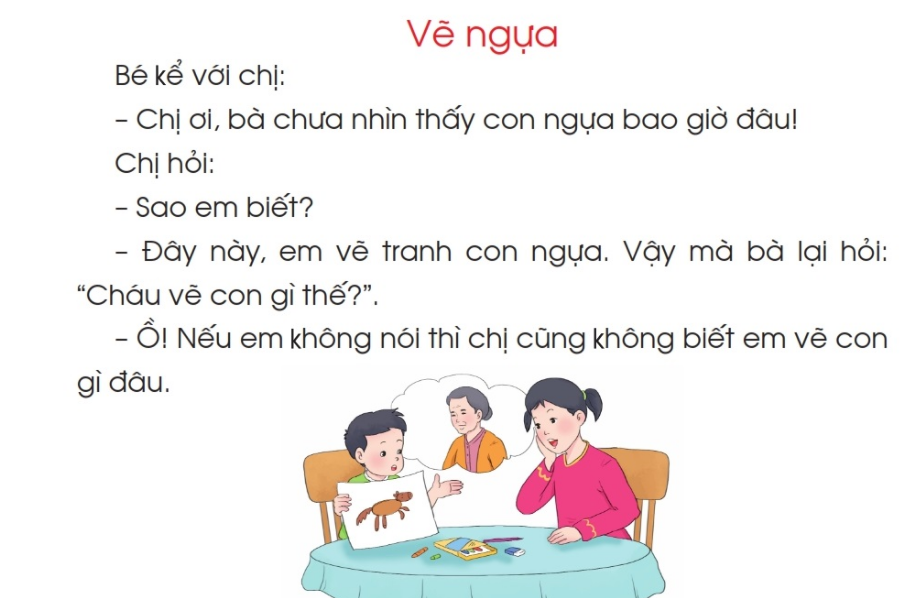 Vẽ ngựa
Bé kể với chị:
– Chị ơi, bà chưa nhìn thấy con ngựa bao giờ đâu!
Chị hỏi:
– Sao em biết?
– Đây này, em vẽ tranh con ngựa. Vậy mà bà lại hỏi:
“Cháu vẽ con gì thế?”.
– Ồ! Nếu em không nói thì chị cũng không biết em vẽ con
gì đâu.